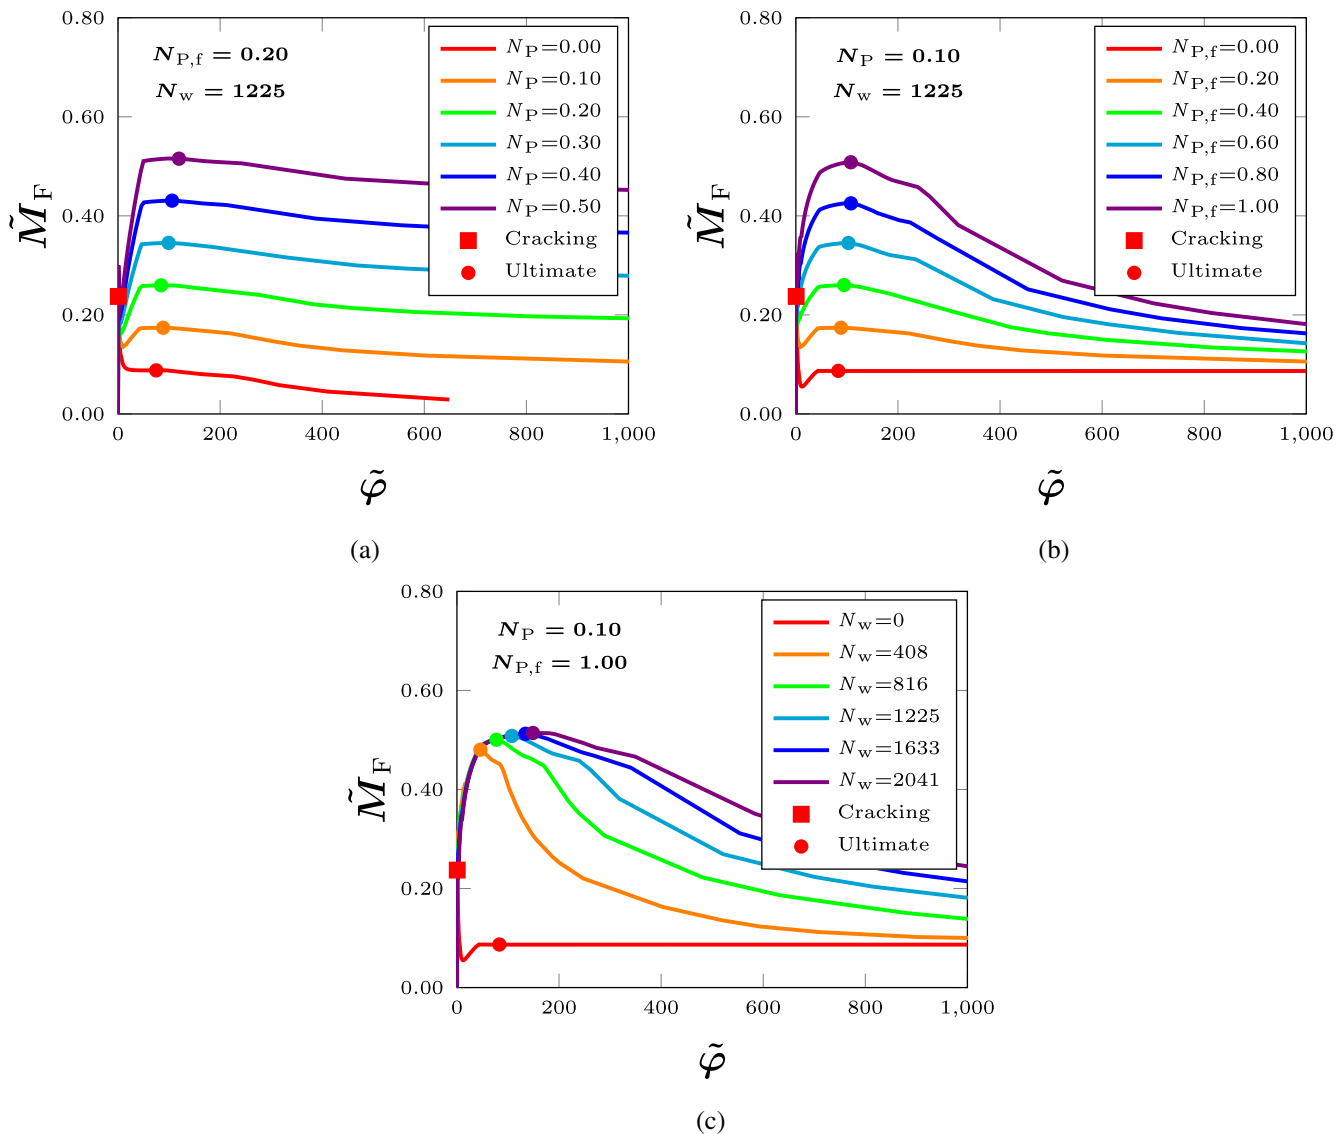 N_P,f = 0.20
N_w = 1225
N_P=0.00
N_P=0.10
N_P=0.20
N_P=0.30
N_P=0.40
N_P=0.50
Cracking
Ultimate
0.80
0.60
0.40
0.20
0.00
M̃_F
0 200 400 600 800 1,000
φ̃
(a)
N_P = 0.10
N_w = 1225
N_P,f=0.00
N_P,f=0.20
N_P,f=0.40
N_P,f=0.60
N_P,f=0.80
N_P,f=1.00
Cracking
Ultimate
0.80
0.60
0.40
0.20
0.00
M̃_F
0 200 400 600 800 1,000
φ̃
(b)
N_P = 0.10
N_P,f = 1.00
N_w=0
N_w=408
N_w=816
N_w=1225
N_w=1633
N_w=2041
Cracking
Ultimate
0.80
0.60
0.40
0.20
0.00
M̃_F
0 200 400 600 800 1,000
φ̃
(c)